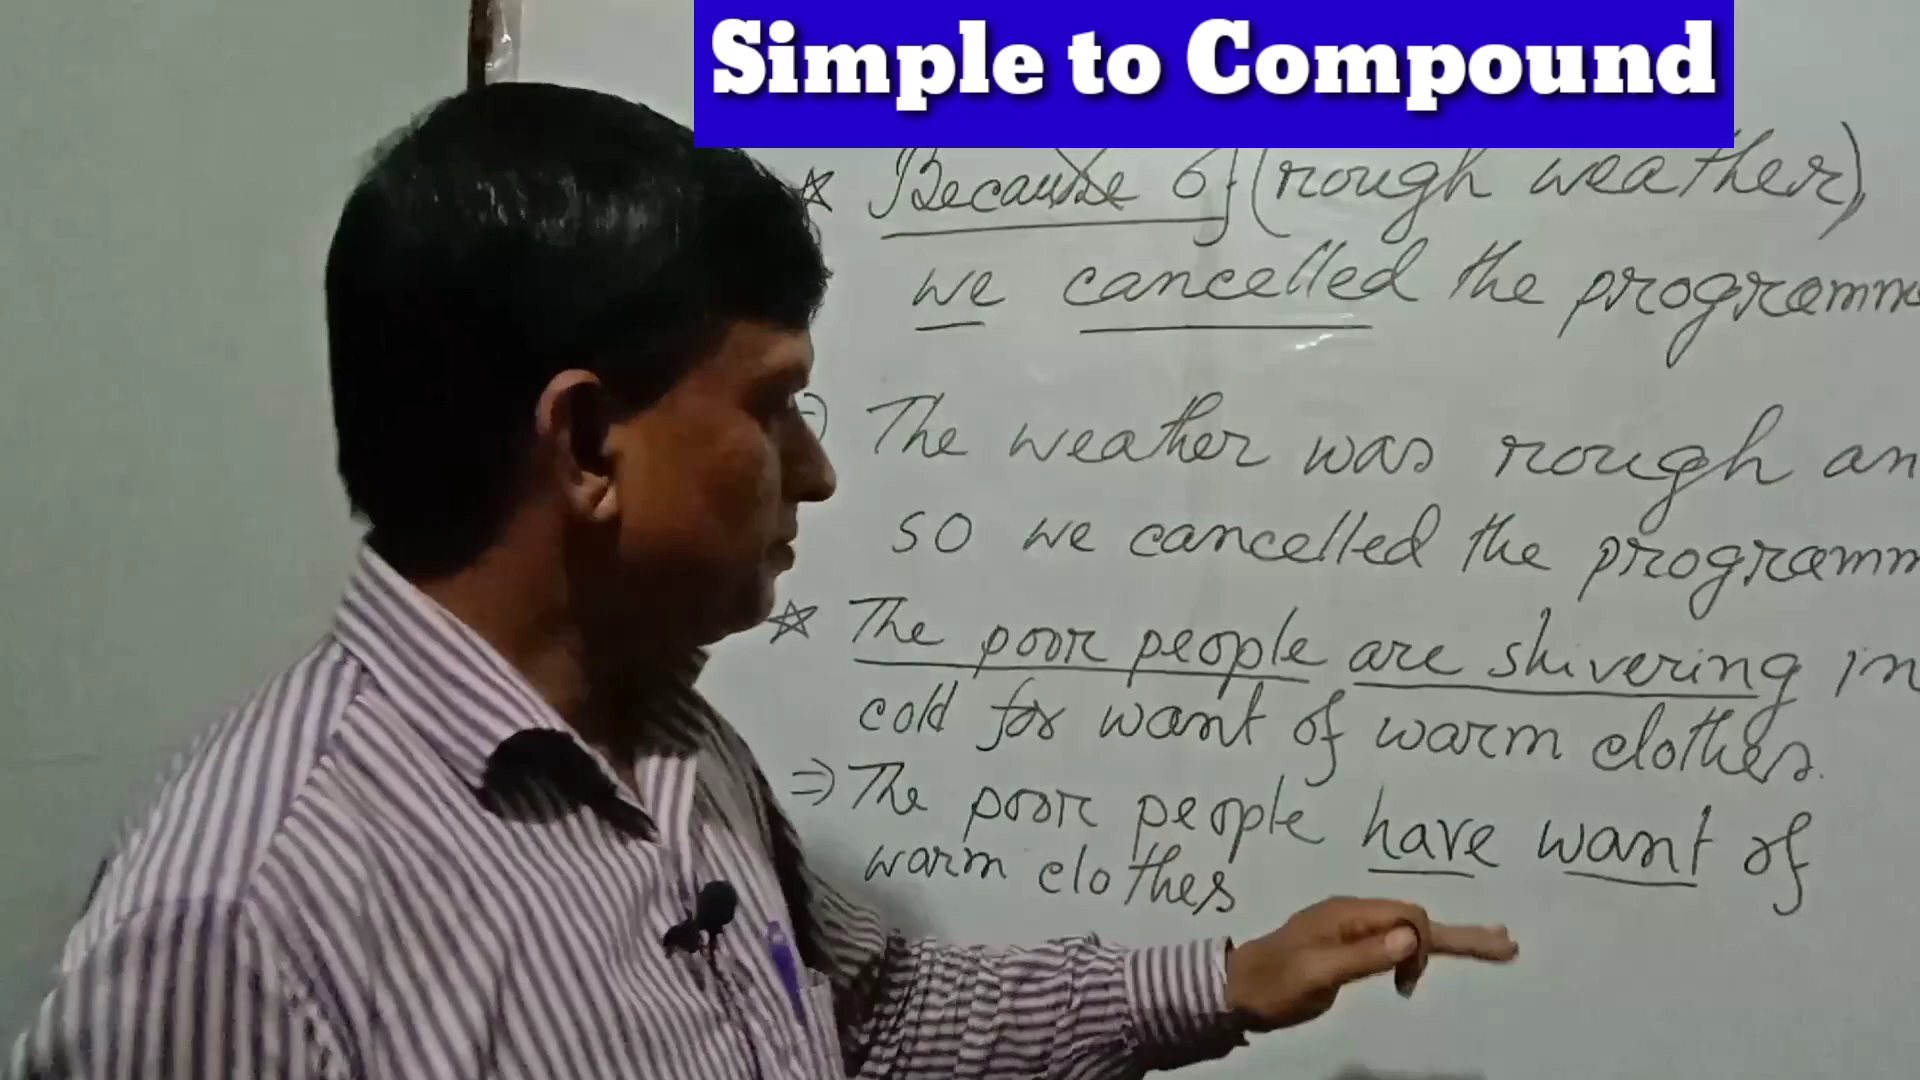 Simple to Compound
☆ Because of (rough weather),
we cancelled the programm
The weather was rough an
so we cancelled the programm
☆ The poor people are shivering in
cold for want of warm clothes.
⇒ The poor people have want of
warm clothes